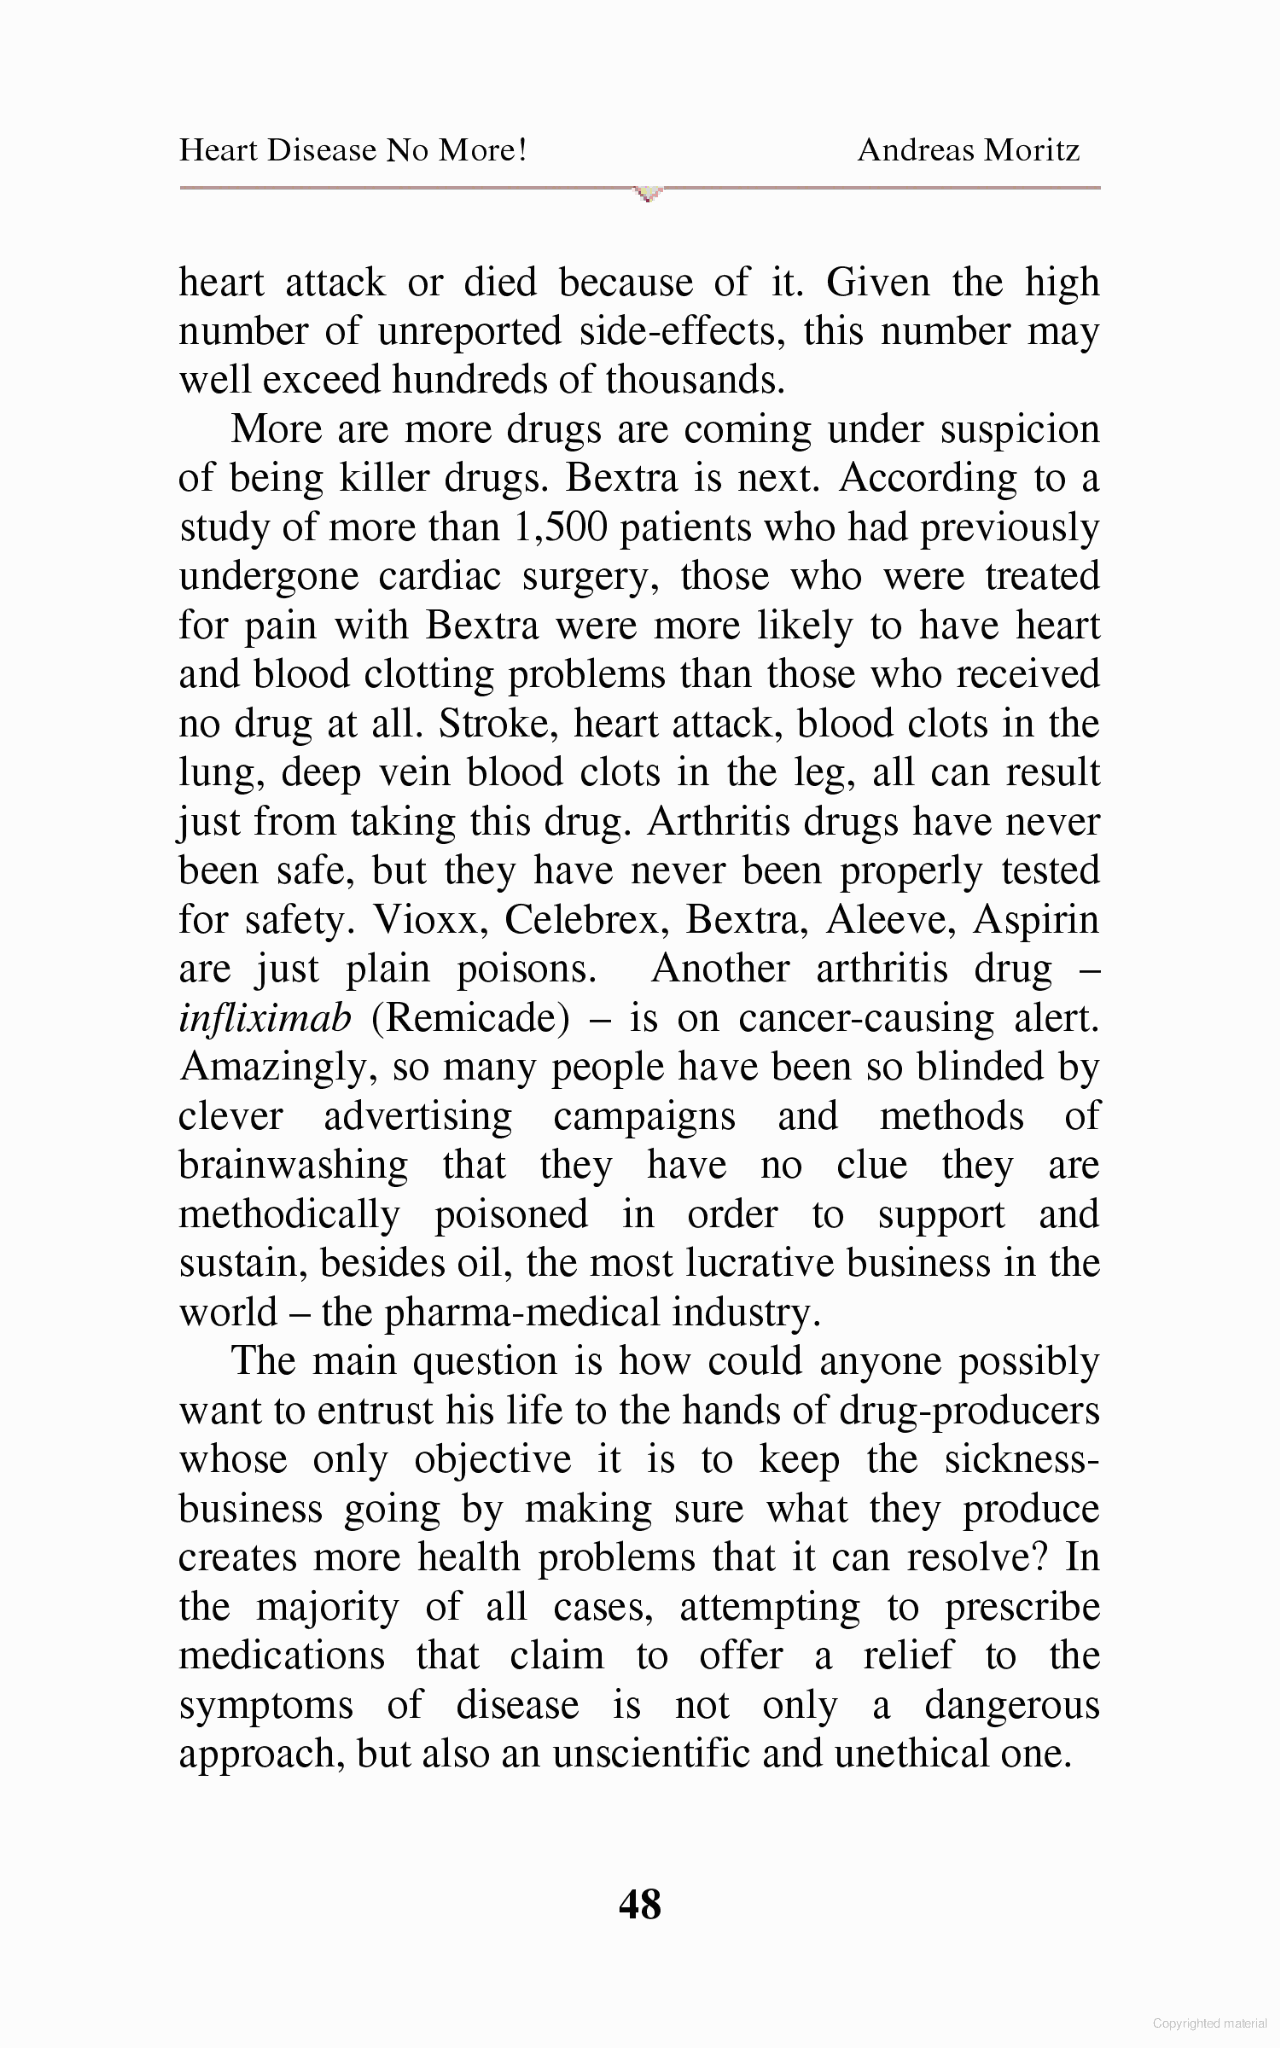 Heart Disease No More! Andreas Moritz
heart attack or died because of it. Given the high
number of unreported side-effects, this number may
well exceed hundreds of thousands.
More are more drugs are coming under suspicion
of being killer drugs. Bextra is next. According to a
study of more than 1,500 patients who had previously
undergone cardiac surgery, those who were treated
for pain with Bextra were more likely to have heart
and blood clotting problems than those who received
no drug at all. Stroke, heart attack, blood clots in the
lung, deep vein blood clots in the leg, all can result
just from taking this drug. Arthritis drugs have never
been safe, but they have never been properly tested
for safety. Vioxx, Celebrex, Bextra, Aleeve, Aspirin
are just plain poisons. Another arthritis drug –
infliximab (Remicade) – is on cancer-causing alert.
Amazingly, so many people have been so blinded by
clever advertising campaigns and methods of
brainwashing that they have no clue they are
methodically poisoned in order to support and
sustain, besides oil, the most lucrative business in the
world – the pharma-medical industry.
The main question is how could anyone possibly
want to entrust his life to the hands of drug-producers
whose only objective it is to keep the sickness-
business going by making sure what they produce
creates more health problems that it can resolve? In
the majority of all cases, attempting to prescribe
medications that claim to offer a relief to the
symptoms of disease is not only a dangerous
approach, but also an unscientific and unethical one.
48
Copyrighted material